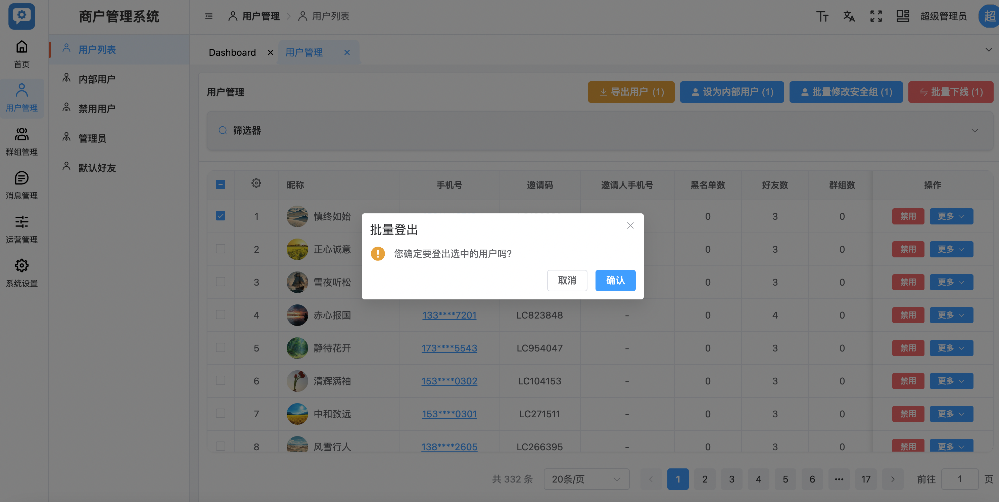 商户管理系统
用户管理
用户列表
超级管理员
超
首页
用户管理
群组管理
消息管理
运营管理
系统设置
用户列表
内部用户
禁用用户
管理员
默认好友
Dashboard
用户管理
用户管理
导出用户 (1)
设为内部用户 (1)
批量修改安全组 (1)
批量下线 (1)
筛选器
昵称 手机号 邀请码 邀请人手机号 黑名单数 好友数 群组数 操作
1 慎终如始 0 3 0 禁用 更多
2 正心诚意 0 3 0 禁用 更多
3 雪夜听松 0 3 0 禁用 更多
4 赤心报国 133****7201 LC823848 - 0 4 0 禁用 更多
5 静待花开 173****5543 LC954047 - 0 3 0 禁用 更多
6 清辉满袖 153****0302 LC104153 - 0 3 0 禁用 更多
7 中和致远 153****0301 LC271511 - 0 3 0 禁用 更多
8 风雪行人 138****2605 LC266395 - 0 3 0 禁用 更多
批量登出
您确定要登出选中的用户吗?
取消
确认
共 332 条 20条/页 1 2 3 4 5 6 ••• 17 前往 1 页